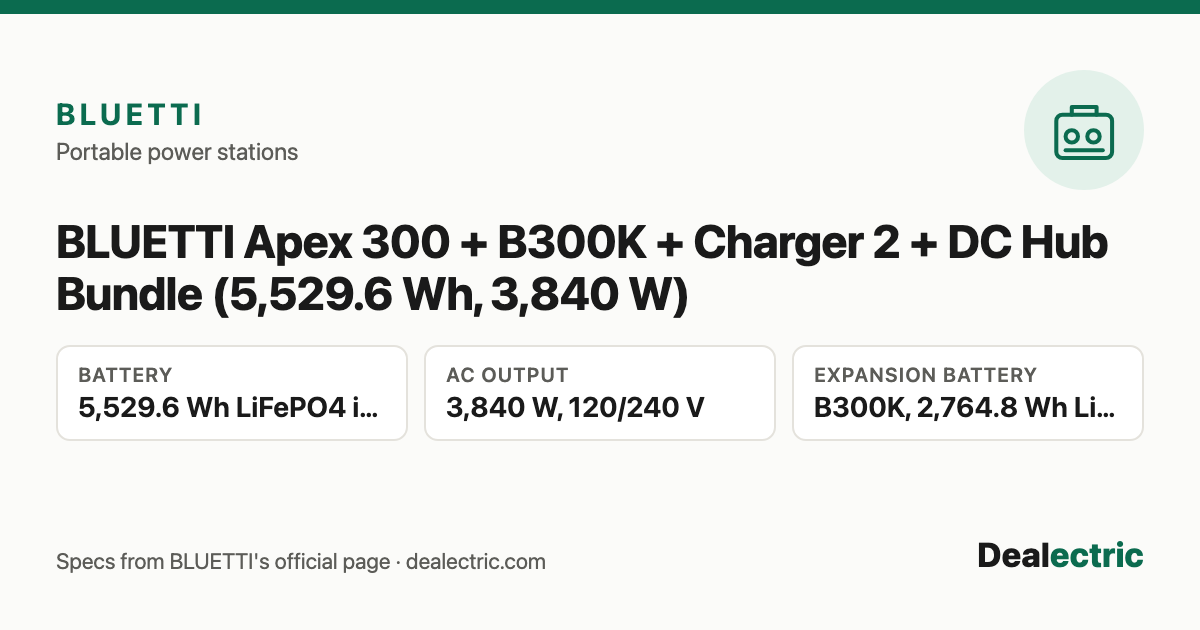 BLUETTI
Portable power stations
BLUETTI Apex 300 + B300K + Charger 2 + DC Hub
Bundle (5,529.6 Wh, 3,840 W)
BATTERY
5,529.6 Wh LiFePO4 i...
AC OUTPUT
3,840 W, 120/240 V
EXPANSION BATTERY
B300K, 2,764.8 Wh Li...
Specs from BLUETTI's official page · dealectric.com
Dealectric